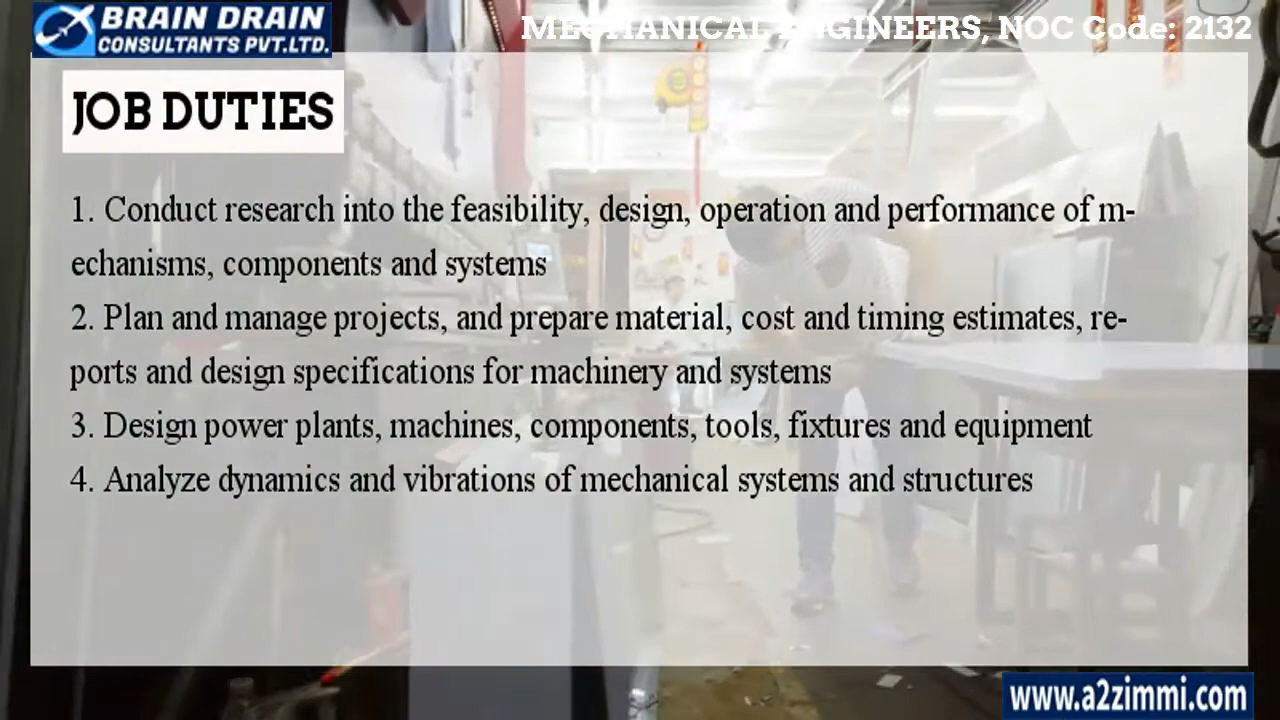 BRAIN DRAIN
CONSULTANTS PVT.LTD.
MECHANICAL ENGINEERS, NOC Code: 2132
JOB DUTIES
1. Conduct research into the feasibility, design, operation and performance of m-
echanisms, components and systems
2. Plan and manage projects, and prepare material, cost and timing estimates, re-
ports and design specifications for machinery and systems
3. Design power plants, machines, components, tools, fixtures and equipment
4. Analyze dynamics and vibrations of mechanical systems and structures
www.a2zimmi.com